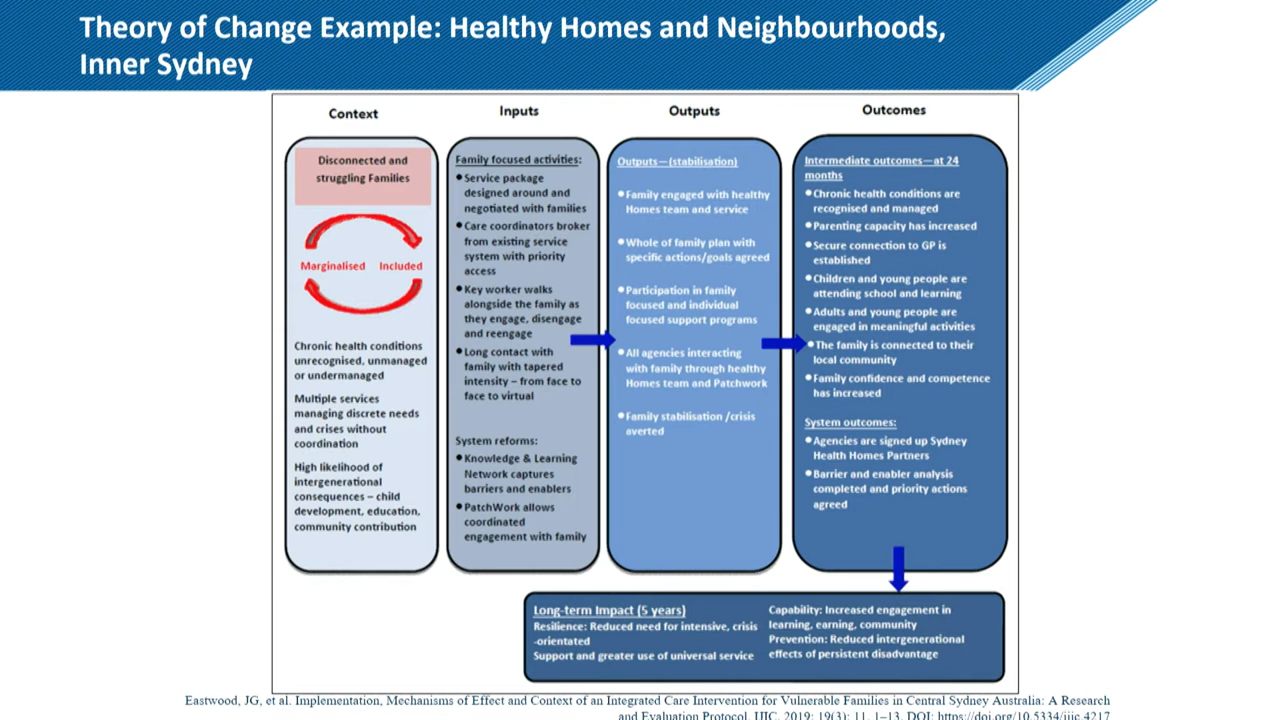 Theory of Change Example: Healthy Homes and Neighbourhoods,
Inner Sydney
Context
Disconnected and
struggling Families
Marginalised Included
Chronic health conditions
unrecognised, unmanaged
or undermanaged
Multiple services
managing discrete needs
and crises without
coordination
High likelihood of
intergenerational
consequences – child
development, education,
community contribution
Inputs
Family focused activities:
●Service package
designed around and
negotiated with families
●Care coordinators broker
from existing service
system with priority
access
●Key worker walks
alongside the family as
they engage, disengage
and reengage
●Long contact with
family with tapered
intensity – from face to
face to virtual
System reforms:
●Knowledge & Learning
Network captures
barriers and enablers
●PatchWork allows
coordinated
engagement with family
Outputs
Outputs—(stabilisation)
●Family engaged with healthy
Homes team and service
●Whole of family plan with
specific actions/goals agreed
●Participation in family
focused and individual
focused support programs
●All agencies interacting
with family through healthy
Homes team and Patchwork
●Family stabilisation /crisis
averted
Outcomes
Intermediate outcomes—at 24
months
●Chronic health conditions are
recognised and managed
●Parenting capacity has increased
●Secure connection to GP is
established
●Children and young people are
attending school and learning
●Adults and young people are
engaged in meaningful activities
●The family is connected to their
local community
●Family confidence and competence
has increased
System outcomes:
●Agencies are signed up Sydney
Health Homes Partners
●Barrier and enabler analysis
completed and priority actions
agreed
Long-term Impact (5 years)
Resilience: Reduced need for intensive, crisis
-orientated
Support and greater use of universal service
Capability: Increased engagement in
learning, earning, community
Prevention: Reduced intergenerational
effects of persistent disadvantage
Eastwood, JG, et al. Implementation, Mechanisms of Effect and Context of an Integrated Care Intervention for Vulnerable Families in Central Sydney Australia: A Research
and Evaluation Protocol. IJIC, 2019; 19(3): 11, 1–13. DOI: https://doi.org/10.5334/ijic.4217